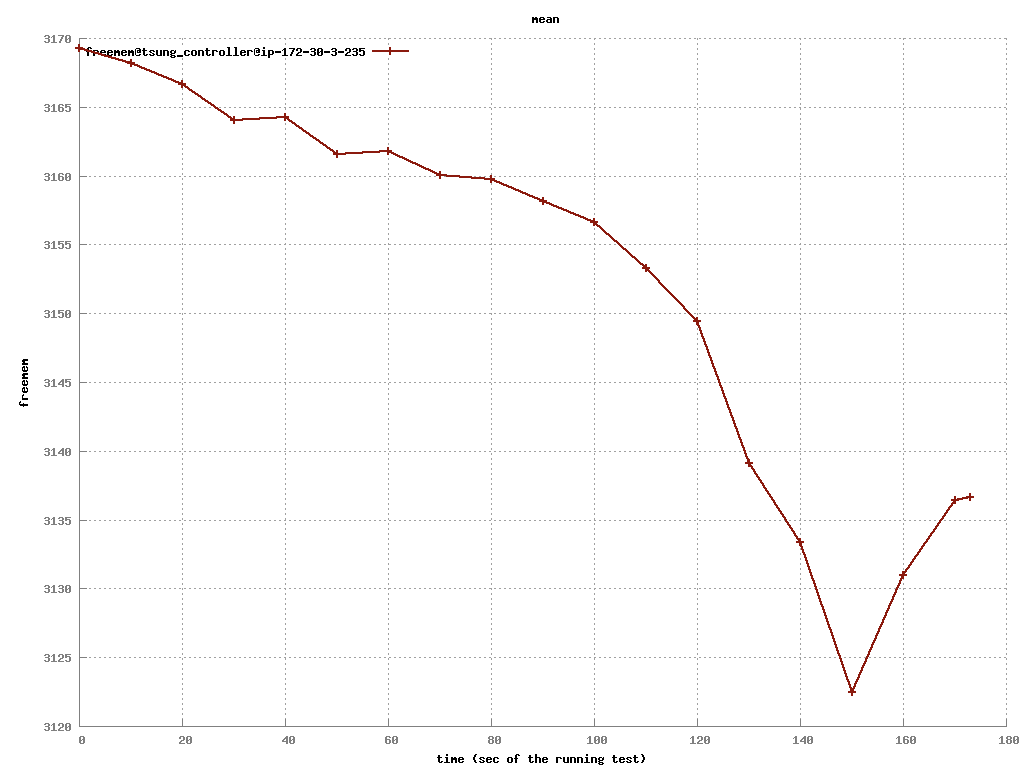 mean
freemem@tsung_controller@ip-172-30-3-235
3170
3165
3160
3155
3150
3145
3140
3135
3130
3125
3120
freemem
0 20 40 60 80 100 120 140 160 180
time (sec of the running test)